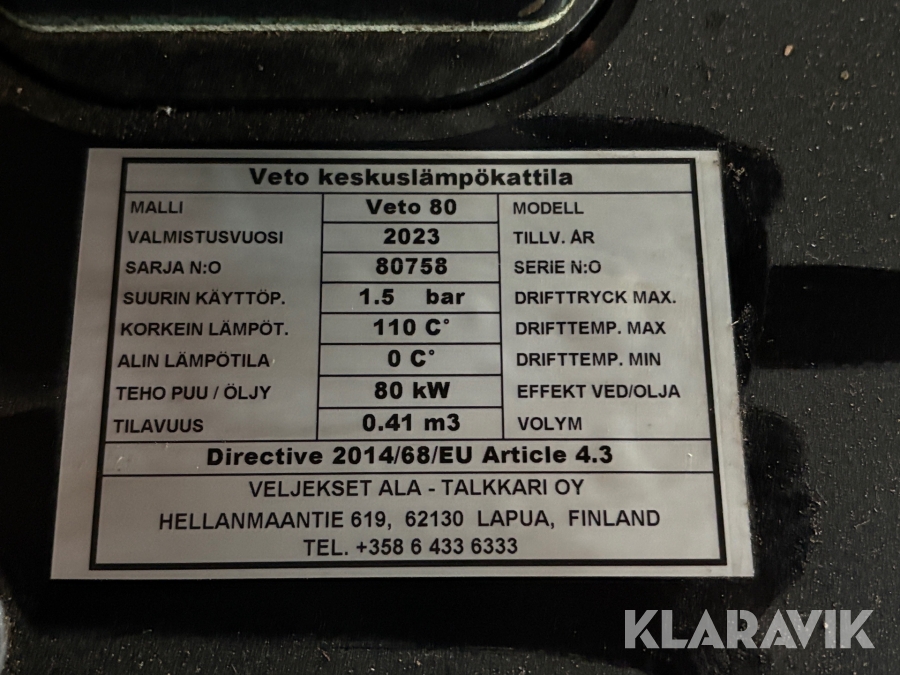 Veto keskuslämpökattila
MALLI Veto 80 MODELL
VALMISTUSVUOSI 2023 TILLV. ÅR
SARJA N:O 80758 SERIE N:O
SUURIN KÄYTTÖP. 1.5 bar DRIFTTRYCK MAX.
KORKEIN LÄMPÖT. 110 C° DRIFTTEMP. MAX
ALIN LÄMPÖTILA 0 C° DRIFTTEMP. MIN
TEHO PUU / ÖLJY 80 kW EFFEKT VED/OLJA
TILAVUUS 0.41 m3 VOLYM
Directive 2014/68/EU Article 4.3
VELJEKSET ALA - TALKKARI OY
HELLANMAANTIE 619, 62130 LAPUA, FINLAND
TEL. +358 6 433 6333
KLARAVIK